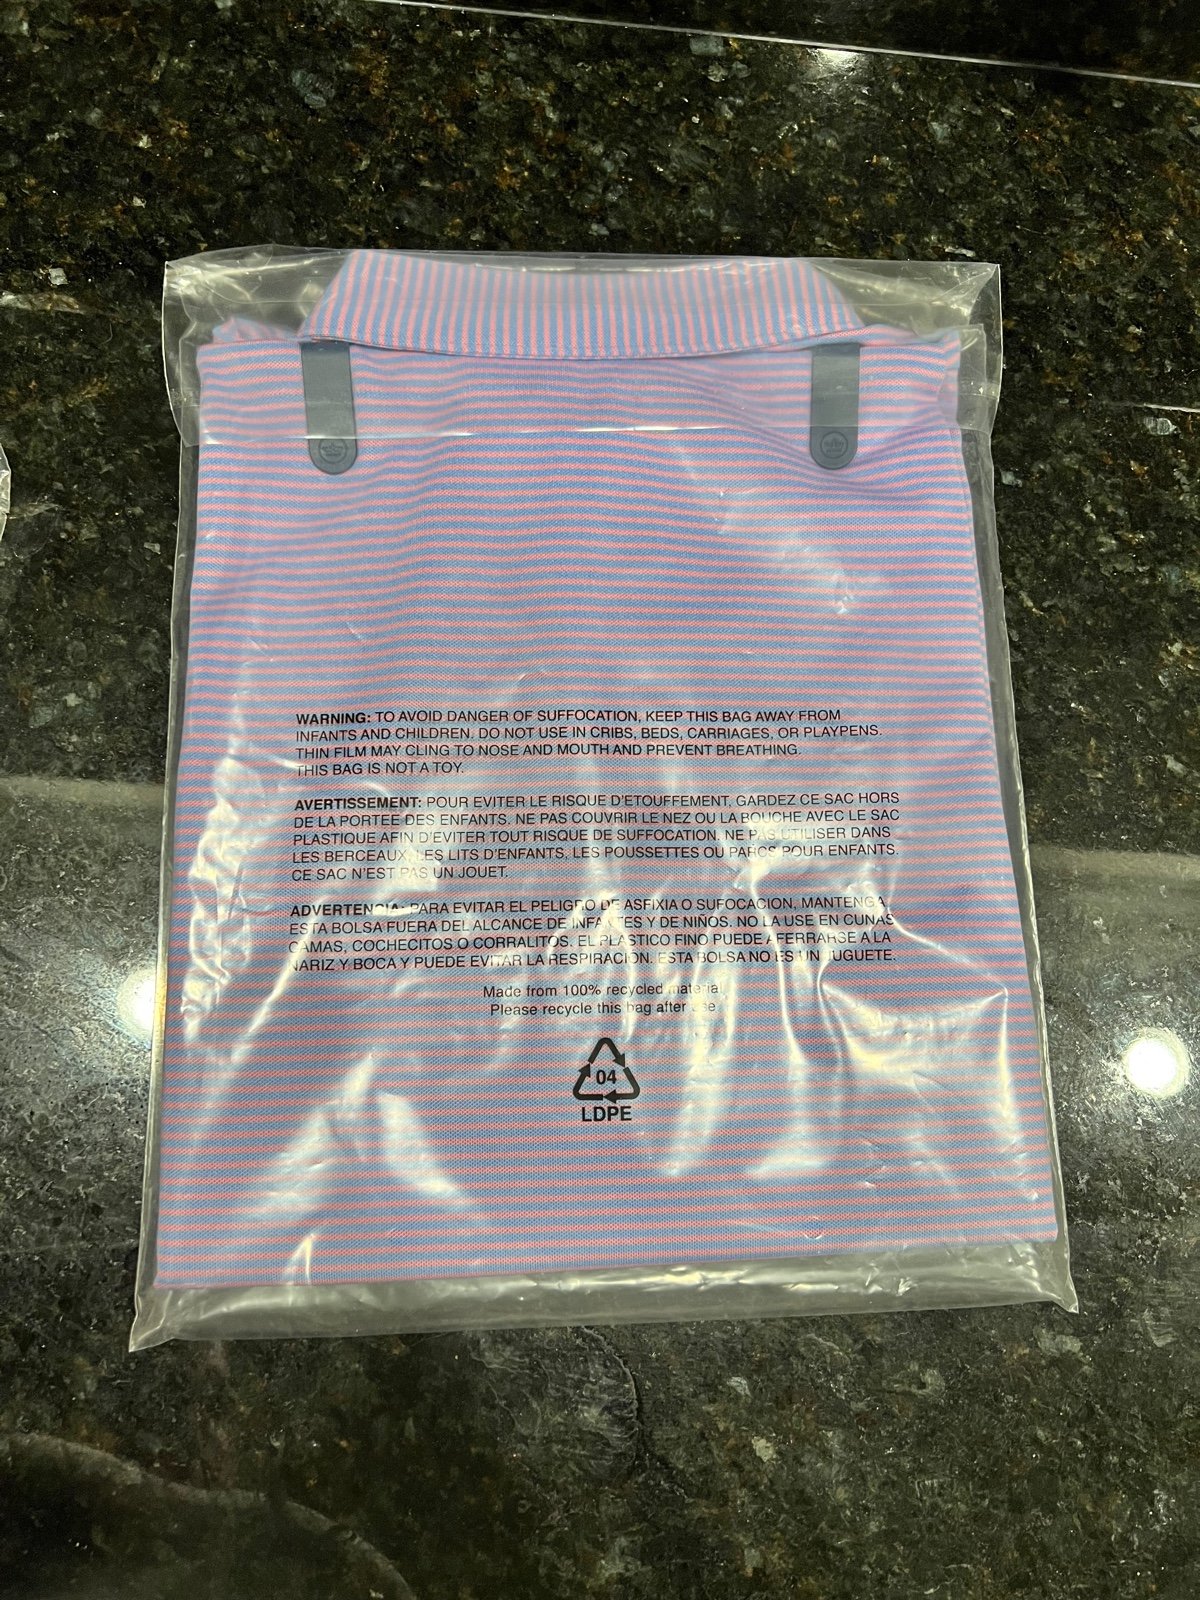 WARNING: TO AVOID DANGER OF SUFFOCATION, KEEP THIS BAG AWAY FROM
INFANTS AND CHILDREN. DO NOT USE IN CRIBS, BEDS, CARRIAGES, OR PLAYPENS.
THIN FILM MAY CLING TO NOSE AND MOUTH AND PREVENT BREATHING.
THIS BAG IS NOT A TOY.
AVERTISSEMENT: POUR EVITER LE RISQUE D'ETOUFFEMENT, GARDEZ CE SAC HORS
DE LA PORTEE DES ENFANTS. NE PAS COUVRIR LE NEZ OU LA BOUCHE AVEC LE SAC
PLASTIQUE AFIN D'EVITER TOUT RISQUE DE SUFFOCATION. NE PAS UTILISER DANS
LES BERCEAUX, LES LITS D'ENFANTS, LES POUSSETTES OU PARCS POUR ENFANTS.
CE SAC N'EST PAS UN JOUET.
ADVERTENCIA: PARA EVITAR EL PELIGRO DE ASFIXIA O SUFOCACION, MANTENGA
ESTA BOLSA FUERA DEL ALCANCE DE INFANTES Y DE NIÑOS. NO LA USE EN CUNAS
CAMAS, COCHECITOS O CORRALITOS. EL PLASTICO FINO PUEDE AFERRARSE A LA
NARIZ Y BOCA Y PUEDE EVITAR LA RESPIRACION. ESTA BOLSA NO ES UN JUGUETE.
Made from 100% recycled material
Please recycle this bag after use
04
LDPE